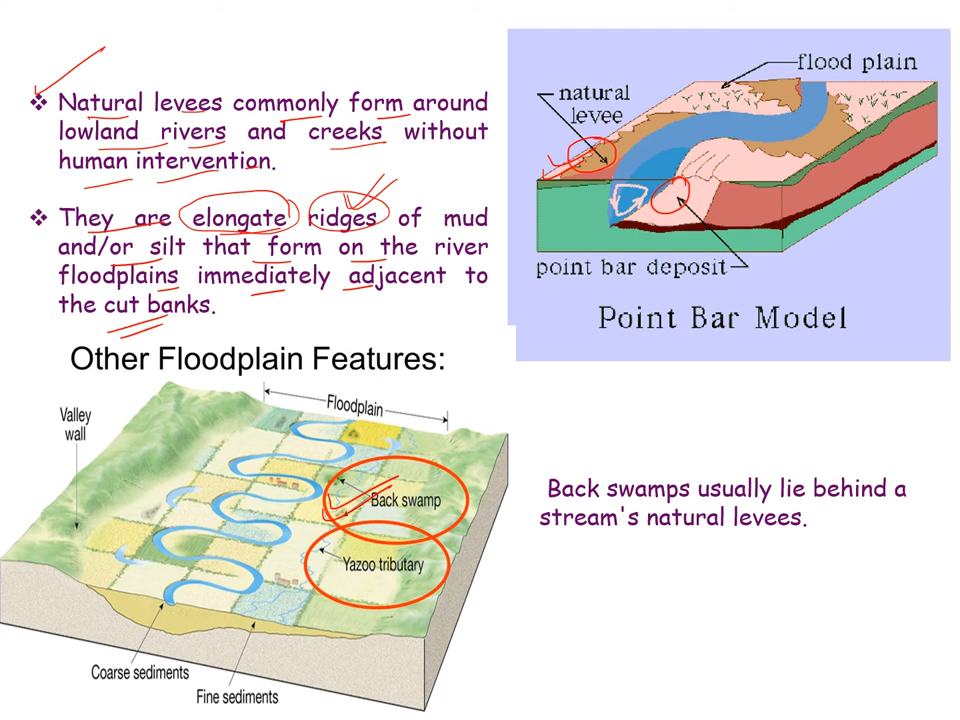 ❖ Natural levees commonly form around
lowland rivers and creeks without
human intervention.
❖ They are elongate ridges of mud
and/or silt that form on the river
floodplains immediately adjacent to
the cut banks.
flood plain
natural
levee
point bar deposit
Point Bar Model
Other Floodplain Features:
Floodplain
Valley
wall
Back swamp
Yazoo tributary
Coarse sediments
Fine sediments
Back swamps usually lie behind a
stream's natural levees.